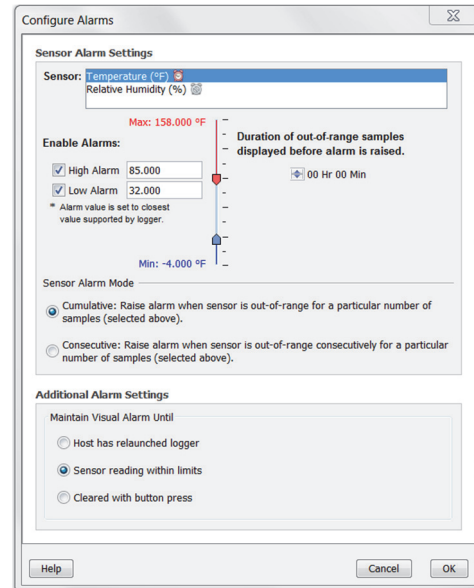 Configure Alarms
Sensor Alarm Settings
Sensor: Temperature (°F)
Relative Humidity (%)
Max: 158.000 °F
Enable Alarms:
Duration of out-of-range samples
displayed before alarm is raised.
High Alarm 85.000
00 Hr 00 Min
Low Alarm 32.000
* Alarm value is set to closest
value supported by logger.
Min: -4.000 °F
Sensor Alarm Mode
Cumulative: Raise alarm when sensor is out-of-range for a particular number of
samples (selected above).
Consecutive: Raise alarm when sensor is out-of-range consecutively for a particular
number of samples (selected above).
Additional Alarm Settings
Maintain Visual Alarm Until
Host has relaunched logger
Sensor reading within limits
Cleared with button press
Help
Cancel
OK